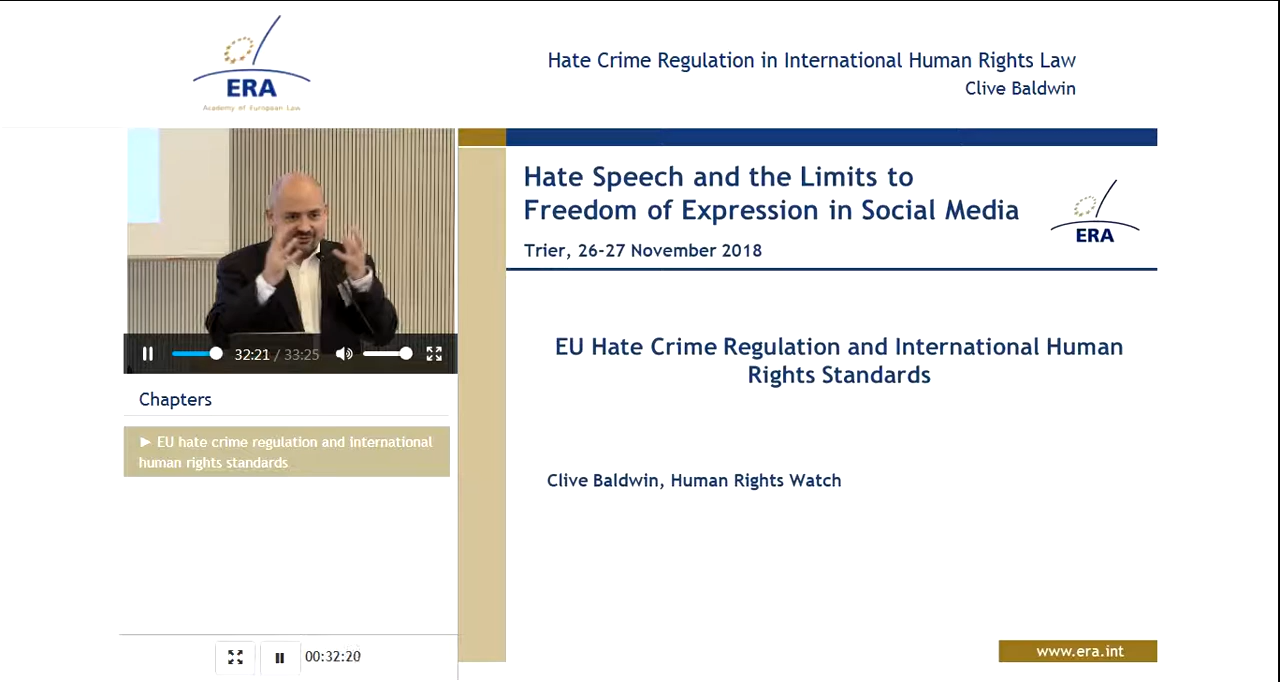 ERA
Academy of European Law
Hate Crime Regulation in International Human Rights Law
Clive Baldwin
32:21 / 33:25
Chapters
► EU hate crime regulation and international
human rights standards
00:32:20
Hate Speech and the Limits to
Freedom of Expression in Social Media
Trier, 26-27 November 2018
ERA
EU Hate Crime Regulation and International Human
Rights Standards
Clive Baldwin, Human Rights Watch
www.era.int